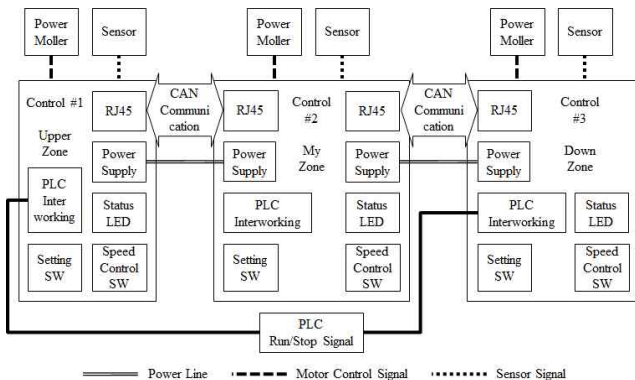 Power
Moller
Sensor
Power
Moller
Sensor
Power
Moller
Sensor
Control #1
Upper
Zone
RJ45
Power
Supply
PLC
Inter
working
Status
LED
Setting
SW
Speed
Control
SW
CAN
Communi
cation
RJ45
Control
#2
My
Zone
RJ45
Power
Supply
Power
Supply
PLC
Interworking
Status
LED
Setting
SW
Speed
Control
SW
CAN
Communi
cation
RJ45
Control
#3
Down
Zone
Power
Supply
PLC
Interworking
Status
LED
Setting
SW
Speed
Control
SW
PLC
Run/Stop Signal
Power Line
Motor Control Signal
Sensor Signal